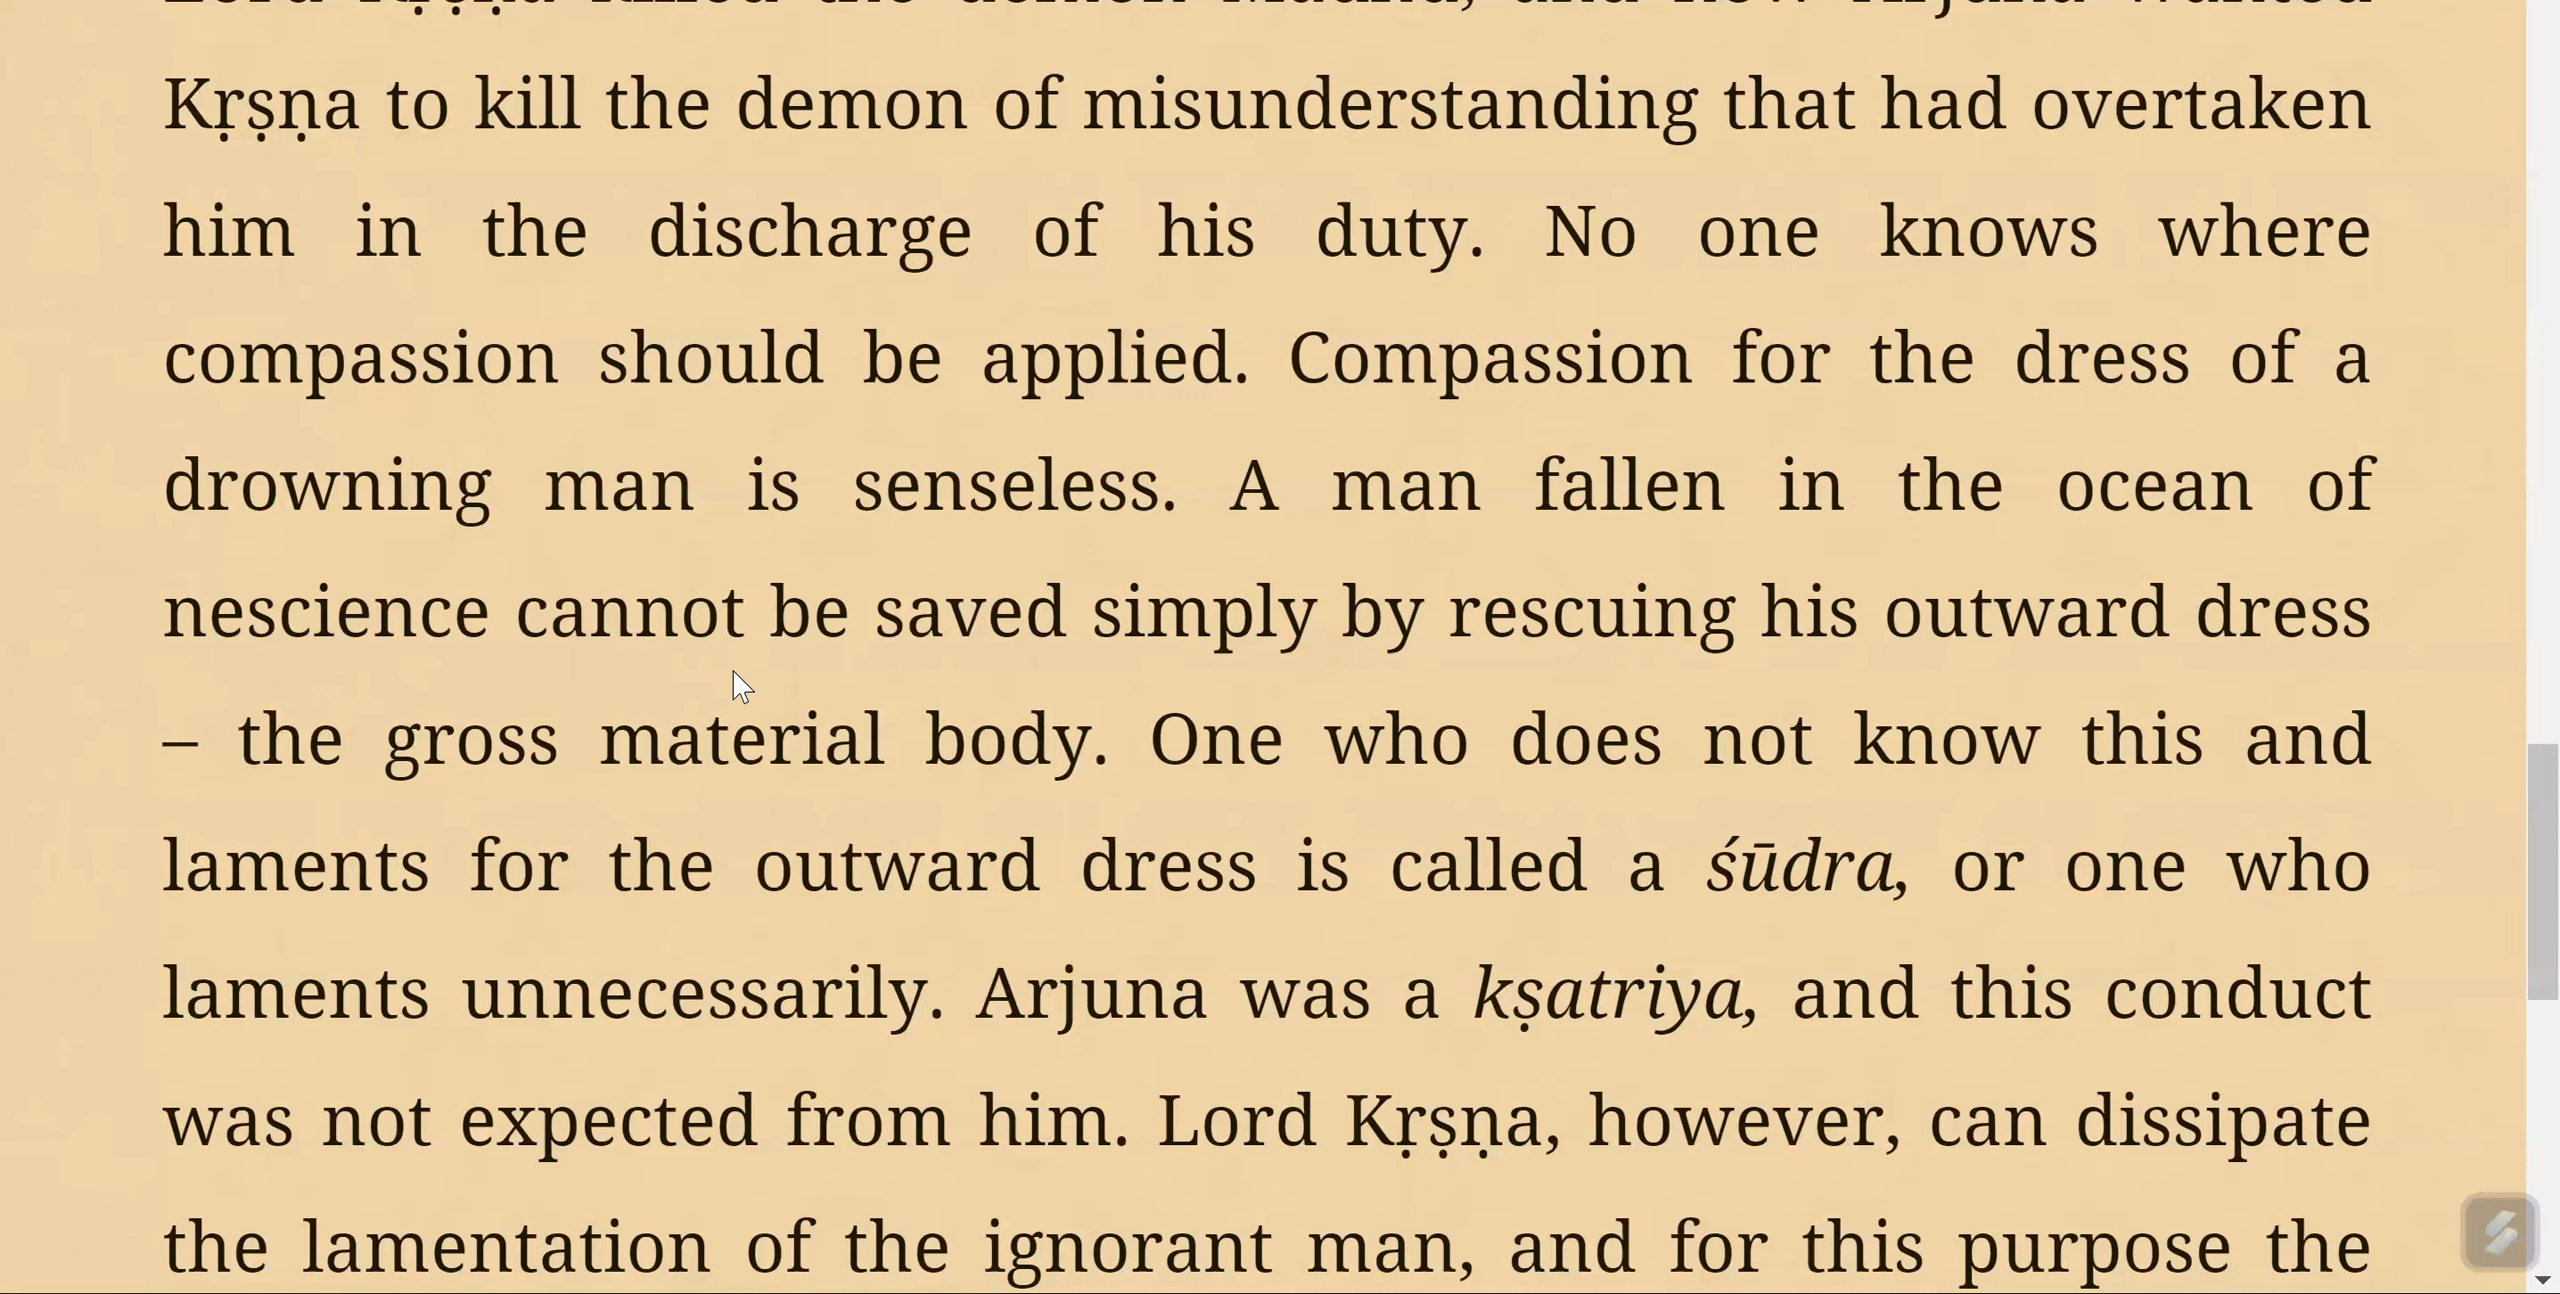 Kṛṣṇa to kill the demon of misunderstanding that had overtaken
him in the discharge of his duty. No one knows where
compassion should be applied. Compassion for the dress of a
drowning man is senseless. A man fallen in the ocean of
nescience cannot be saved simply by rescuing his outward dress
– the gross material body. One who does not know this and
laments for the outward dress is called a śūdra, or one who
laments unnecessarily. Arjuna was a kṣatriya, and this conduct
was not expected from him. Lord Kṛṣṇa, however, can dissipate
the lamentation of the ignorant man, and for this purpose the